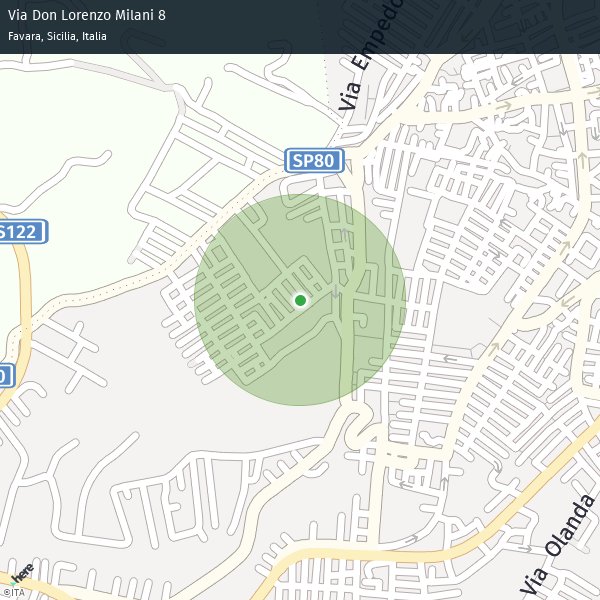 Via Don Lorenzo Milani 8
Favara, Sicilia, Italia
Via Empedo
SP80
S122
0
Via Olanda
here
©ITA